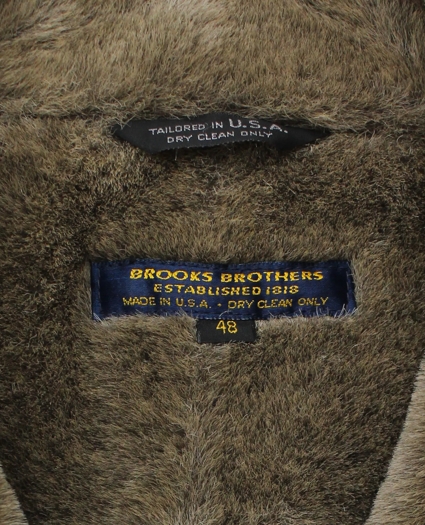 TAILORED IN U.S.A.
DRY CLEAN ONLY
BROOKS BROTHERS
ESTABLISHED 1818
MADE IN U.S.A. - DRY CLEAN ONLY
48